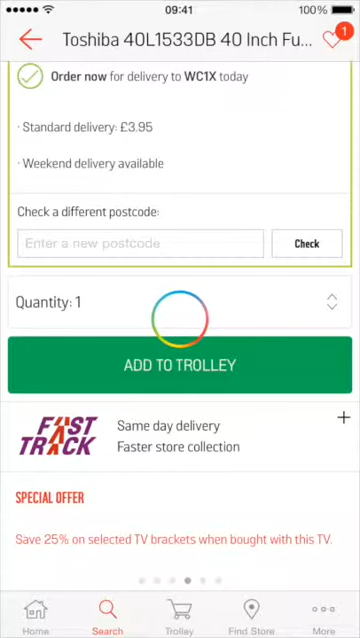 09:41
100%
Toshiba 40L1533DB 40 Inch Fu...
1
Order now for delivery to WC1X today
· Standard delivery: £3.95
· Weekend delivery available
Check a different postcode:
Enter a new postcode
Check
Quantity: 1
ADD TO TROLLEY
FAST TRACK
Same day delivery
Faster store collection
SPECIAL OFFER
Save 25% on selected TV brackets when bought with this TV.
Home
Search
Trolley
Find Store
More